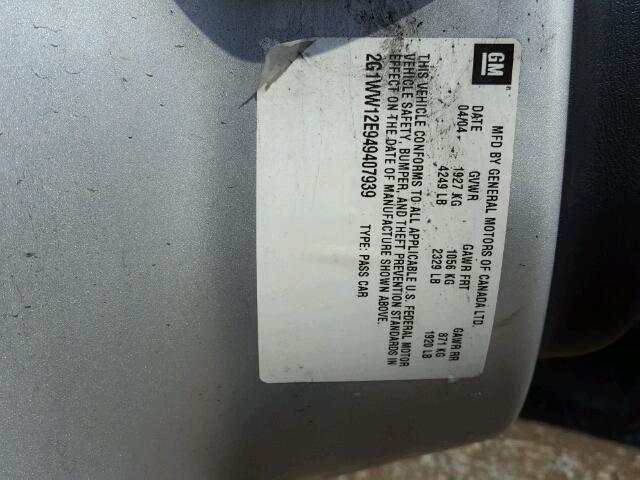 GM
MFD BY GENERAL MOTORS OF CANADA LTD.
DATE GVWR GAWR FRT GAWR RR
04/04 1927 KG 1056 KG 871 KG
4249 LB 2329 LB 1920 LB
THIS VEHICLE CONFORMS TO ALL APPLICABLE U.S. FEDERAL MOTOR
VEHICLE SAFETY, BUMPER, AND THEFT PREVENTION STANDARDS IN
EFFECT ON THE DATE OF MANUFACTURE SHOWN ABOVE.
2G1WW12E949407939 TYPE: PASS CAR